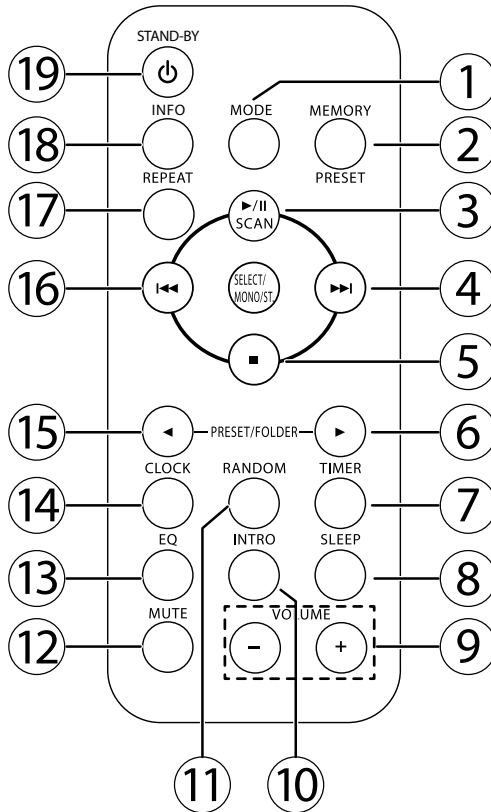 STAND-BY
19
1
INFO
MODE
MEMORY
18
2
REPEAT
PRESET
17
▶/II
SCAN
3
16
SELECT/
MONO/ST.
4
5
15
PRESET/FOLDER
6
CLOCK
RANDOM
TIMER
14
7
EQ
INTRO
SLEEP
13
8
MUTE
VOLUME
12
−
+
9
11
10